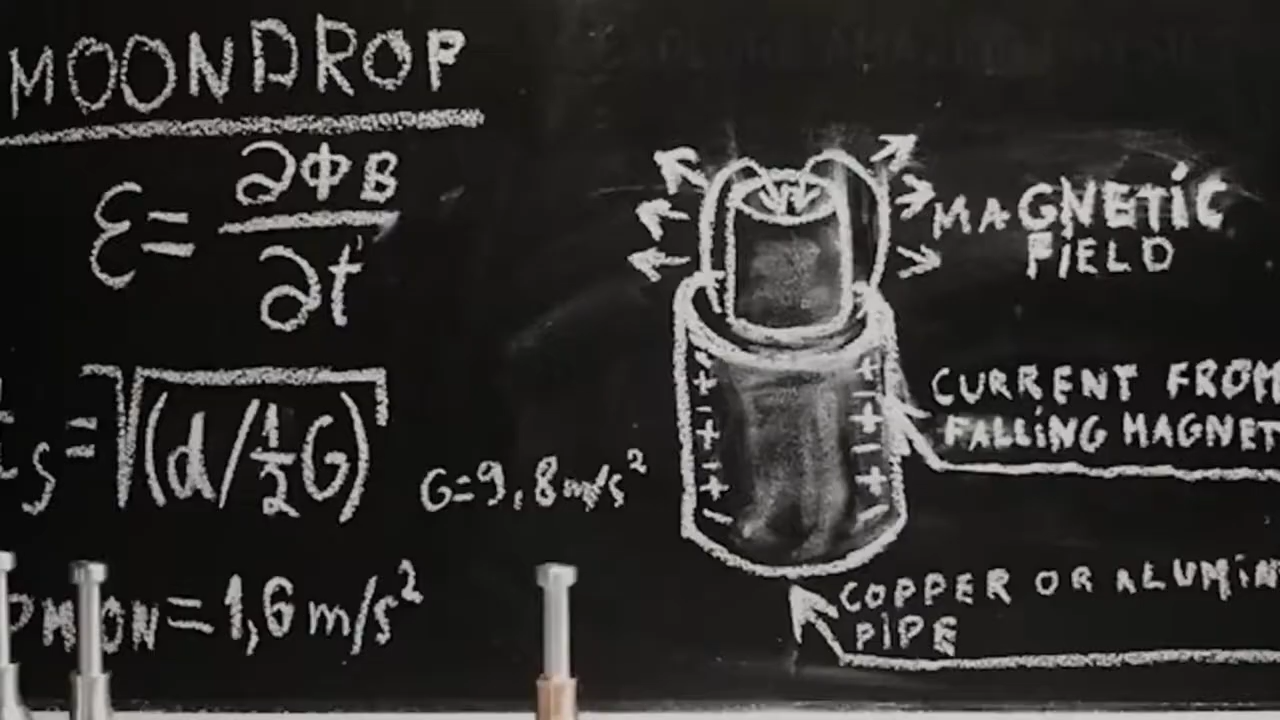 MOONDROP
ε = ∂ΦB / ∂t
ts = √(d/½G)
G=9,8m/s²
=1,6m/s²
MAGNETIC
FIELD
CURRENT FROM
FALLING MAGNET
COPPER OR ALUMIN
PIPE